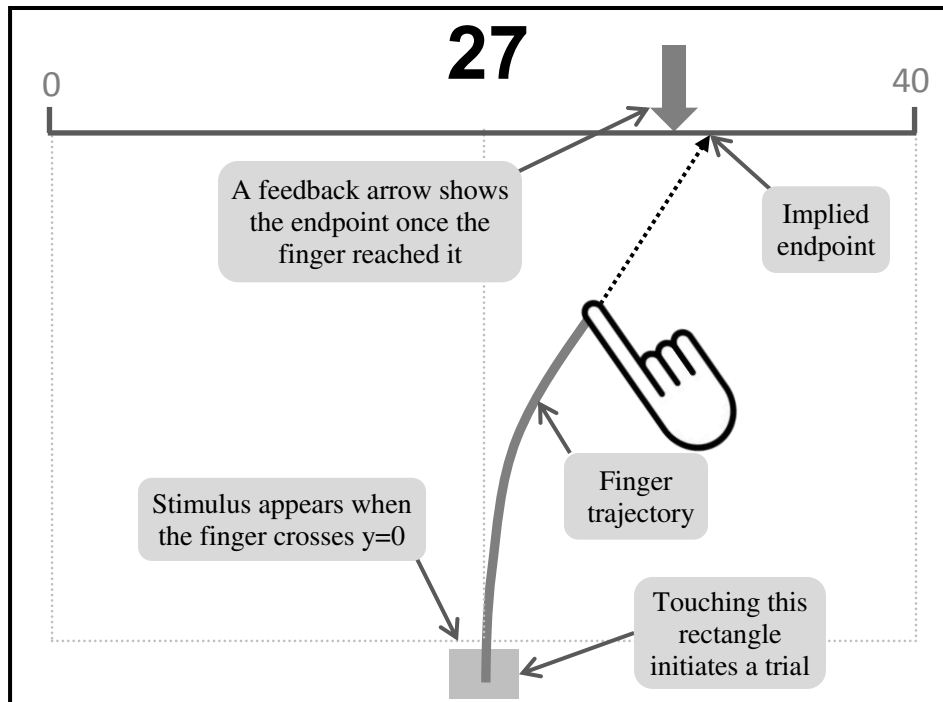 27
0
40
A feedback arrow shows
the endpoint once the
finger reached it
Implied
endpoint
Finger
trajectory
Stimulus appears when
the finger crosses y=0
Touching this
rectangle
initiates a trial